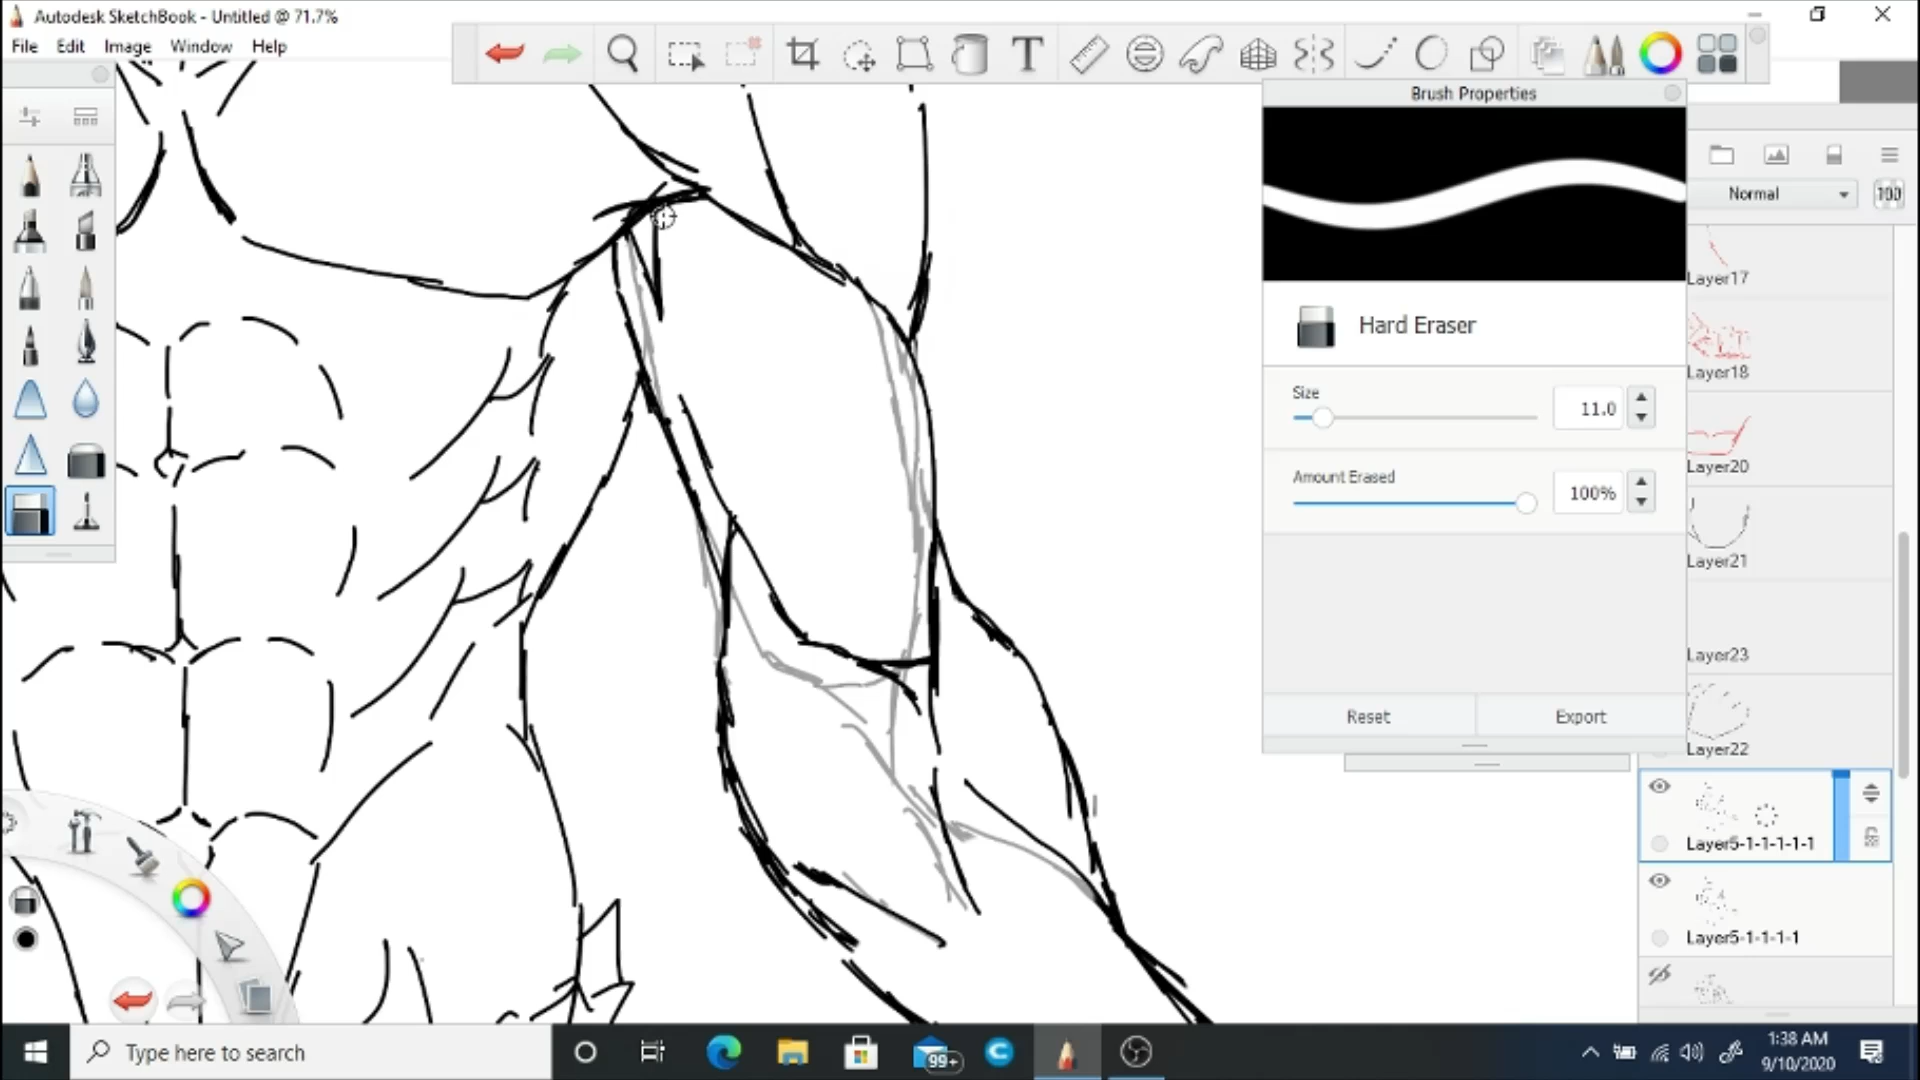 Autodesk SketchBook - Untitled @ 71.7%
File Edit Image Window Help
T
Brush Properties
Normal
100
Hard Eraser
Size
11.0
Amount Erased
100%
Reset
Export
Layer17
Layer18
Layer20
Layer21
Layer23
Layer22
Layer5-1-1-1-1-1
Layer5-1-1-1-1
Type here to search
99+
1:38 AM
9/10/2020